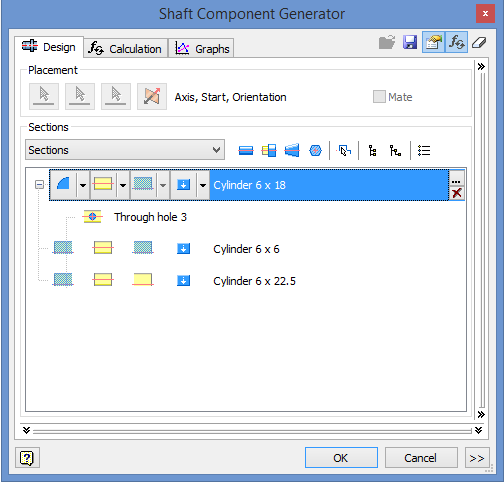 Shaft Component Generator
x
Design
Calculation
Graphs
Placement
Axis, Start, Orientation
Mate
Sections
Sections
Cylinder 6 x 18
...
Through hole 3
Cylinder 6 x 6
Cylinder 6 x 22.5
?
OK
Cancel
>>